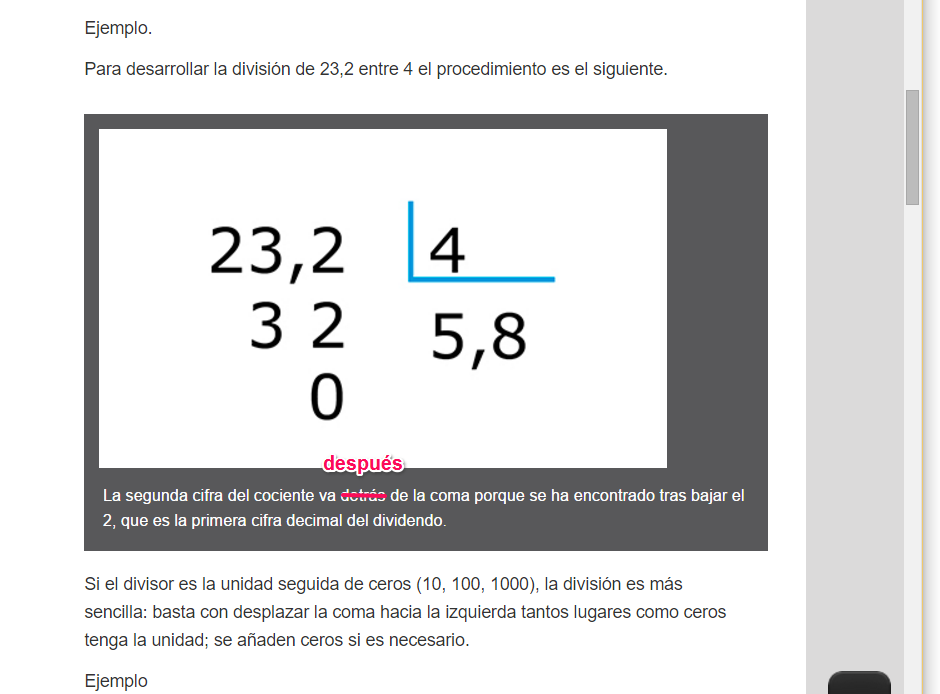 Ejemplo.
Para desarrollar la división de 23,2 entre 4 el procedimiento es el siguiente.
23,2 4
3 2 5,8
0
después
La segunda cifra del cociente va detrás de la coma porque se ha encontrado tras bajar el
2, que es la primera cifra decimal del dividendo.
Si el divisor es la unidad seguida de ceros (10, 100, 1000), la división es más
sencilla: basta con desplazar la coma hacia la izquierda tantos lugares como ceros
tenga la unidad; se añaden ceros si es necesario.
Ejemplo